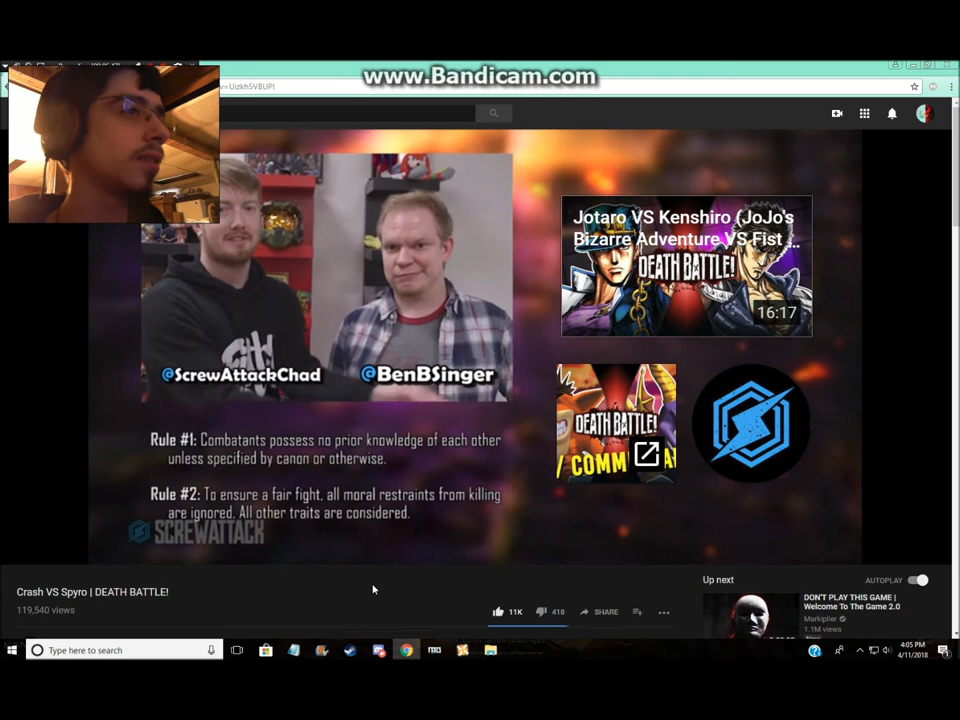 www.Bandicam.com
v=Uizkh5VBUPI
Jotaro VS Kenshiro (JoJo's
Bizarre Adventure VS Fist ...
DEATH BATTLE!
16:17
@ScrewAttackChad
@BenBSinger
DEATH BATTLE!
Rule #1: Combatants possess no prior knowledge of each other
unless specified by canon or otherwise.
Rule #2: To ensure a fair fight, all moral restraints from killing
are ignored. All other traits are considered.
SCREWATTACK
Crash VS Spyro | DEATH BATTLE!
119,540 views
11K
418
SHARE
Up next
AUTOPLAY
DON'T PLAY THIS GAME |
Welcome To The Game 2.0
Markiplier
1.1M views
New
Type here to search
4:05 PM
4/11/2018